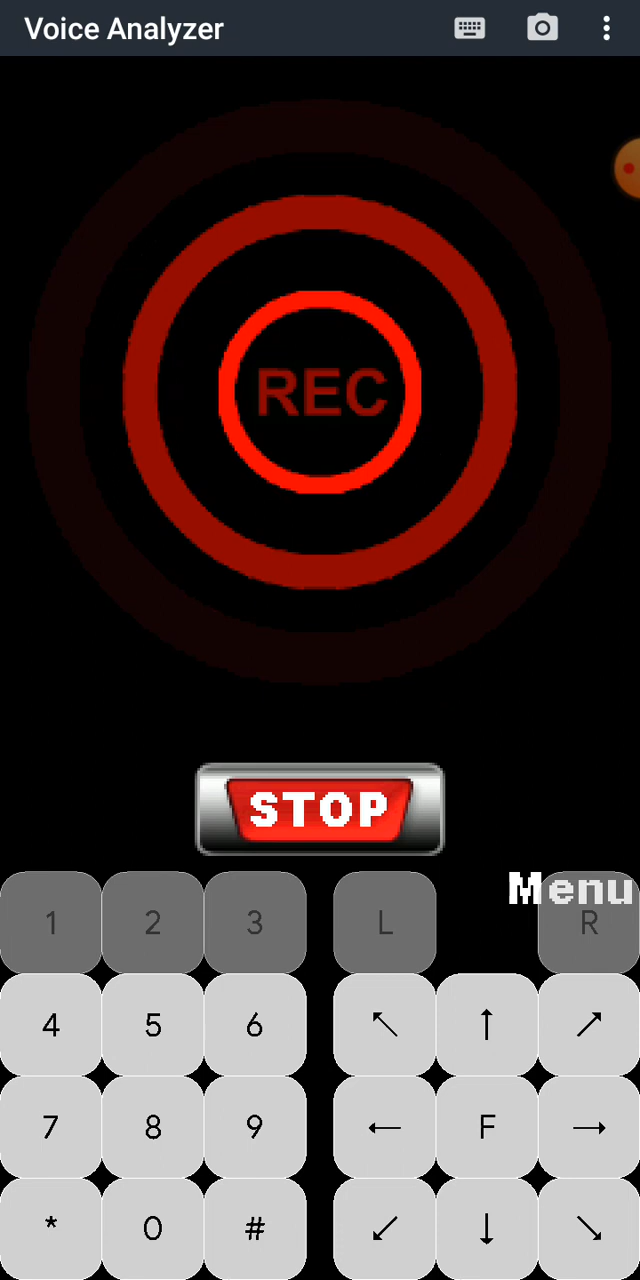 Voice Analyzer
REC
STOP
Menu
1 2 3 L R
4 5 6 ↖ ↑ ↗
7 8 9 ← F →
* 0 # ↙ ↓ ↘